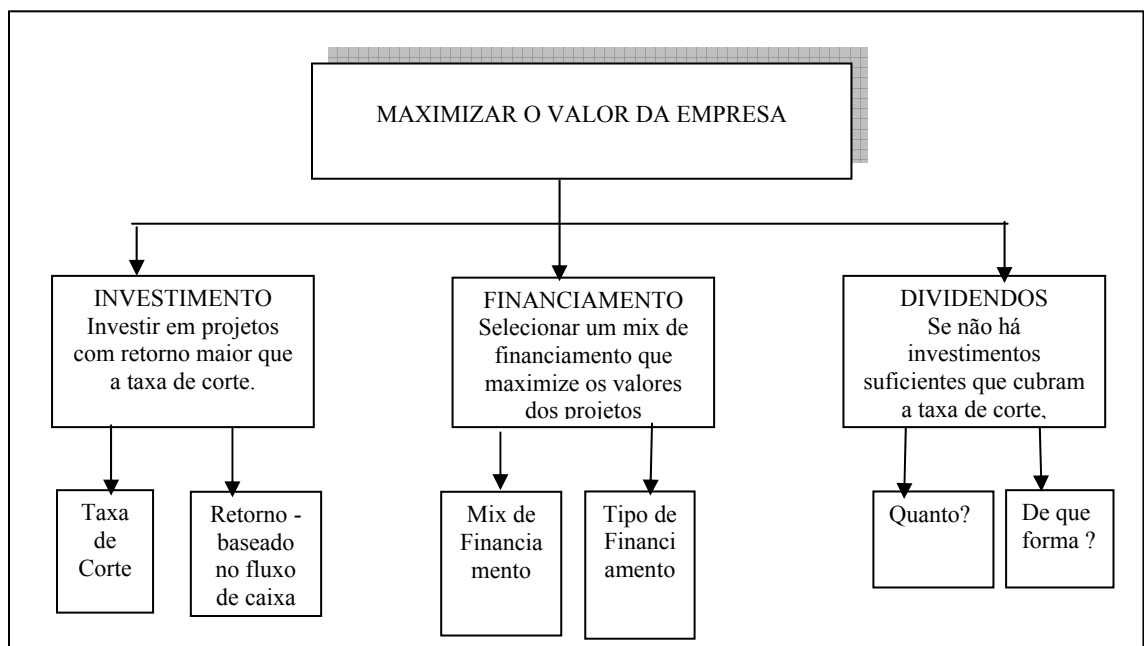 MAXIMIZAR O VALOR DA EMPRESA
INVESTIMENTO
Investir em projetos
com retorno maior que
a taxa de corte.
FINANCIAMENTO
Selecionar um mix de
financiamento que
maximize os valores
dos projetos
DIVIDENDOS
Se não há
investimentos
suficientes que cubram
a taxa de corte,
Taxa
de
Corte
Retorno -
baseado
no fluxo
de caixa
Mix de
Financia
mento
Tipo de
Financi
amento
Quanto?
De que
forma ?